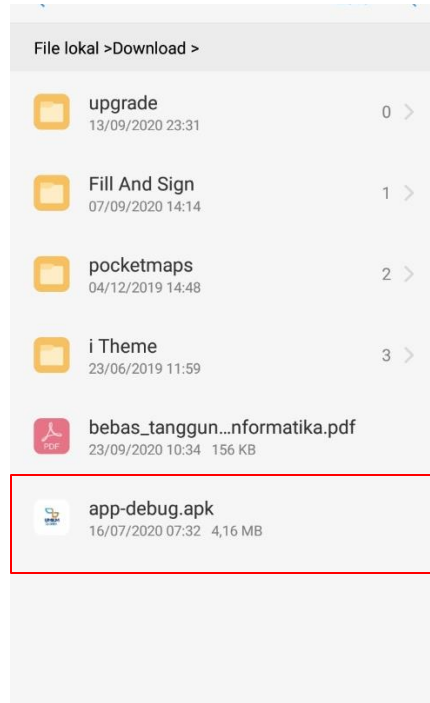 File lokal >Download >
upgrade
13/09/2020 23:31
0
Fill And Sign
07/09/2020 14:14
1
pocketmaps
04/12/2019 14:48
2
i Theme
23/06/2019 11:59
3
bebas_tanggun...nformatika.pdf
PDF
23/09/2020 10:34 156 KB
app-debug.apk
16/07/2020 07:32 4,16 MB